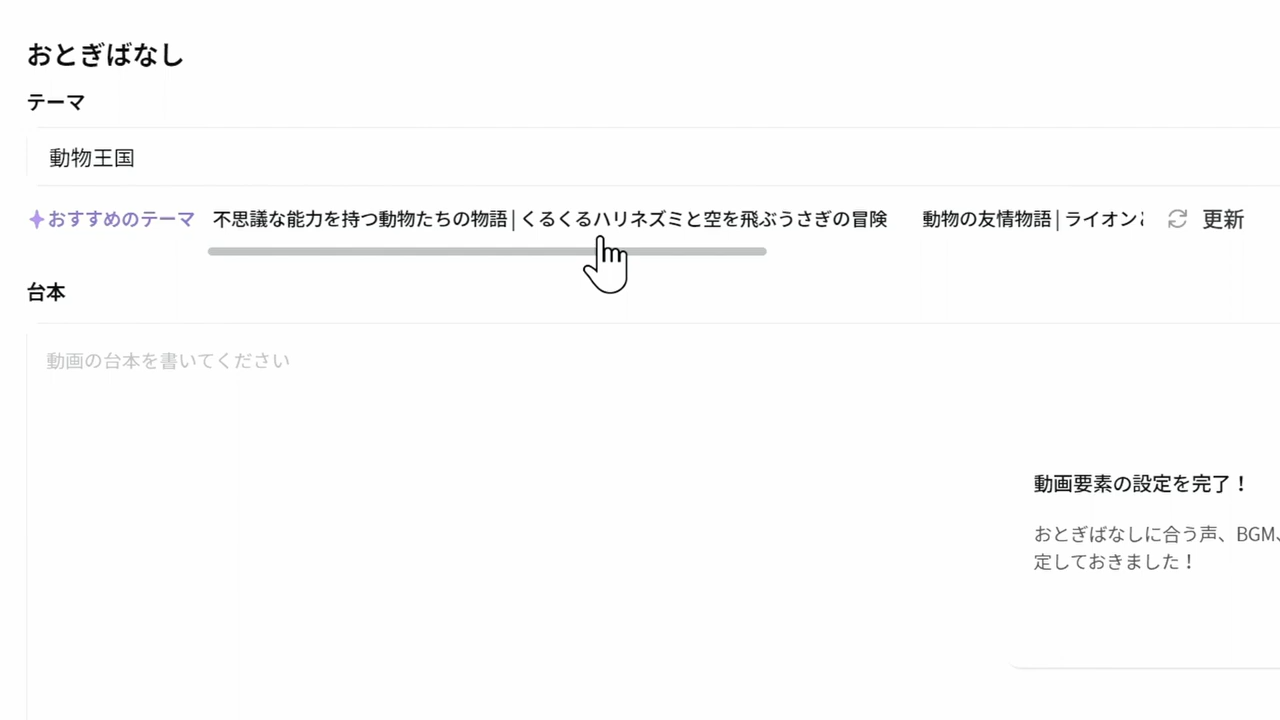 おとぎばなし
テーマ
動物王国
おすすめのテーマ 不思議な能力を持つ動物たちの物語 | くるくるハリネズミと空を飛ぶうさぎの冒険 動物の友情物語 | ライオン 更新
台本
動画の台本を書いてください
動画要素の設定を完了！
おとぎばなしに合う声、BGM、
定しておきました！